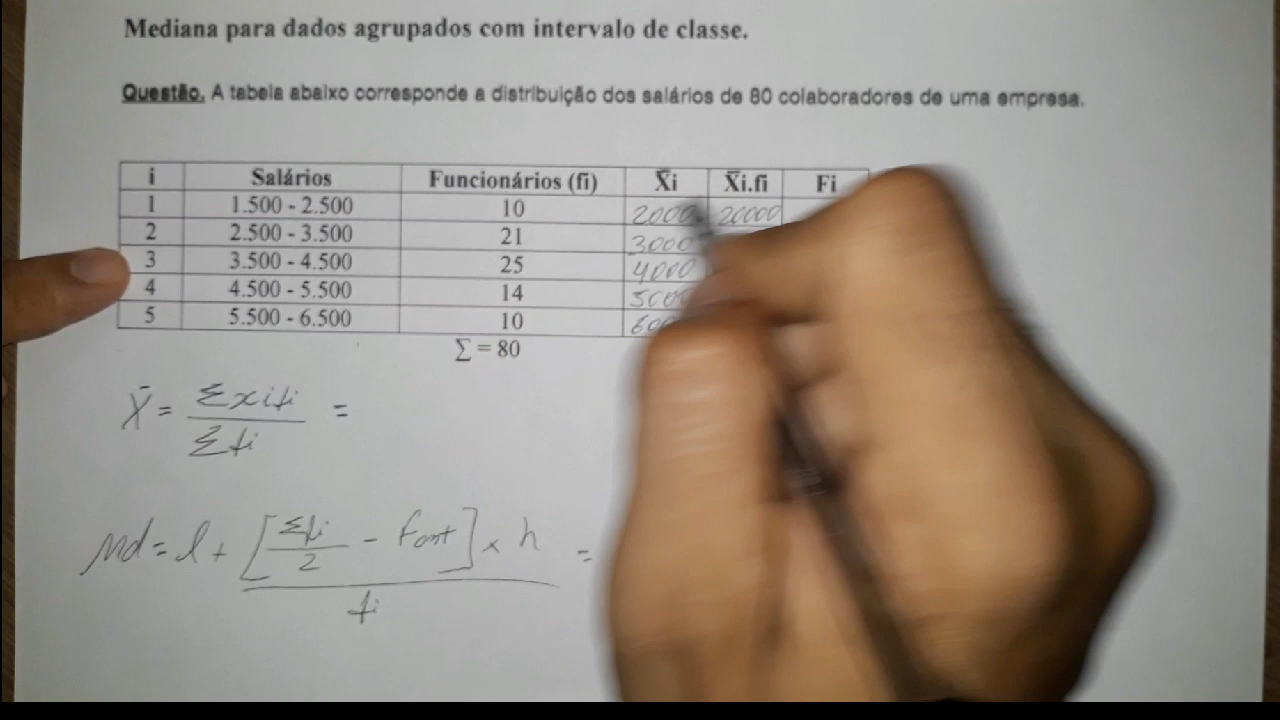 Mediana para dados agrupados com intervalo de classe.
Questão. A tabela abaixo corresponde a distribuição dos salários de 80 colaboradores de uma empresa.
i Salários Funcionários (fi) X̄i X̄i.fi Fi
1 1.500 - 2.500 10 2000 20000
2 2.500 - 3.500 21 3000
3 3.500 - 4.500 25 4000
4 4.500 - 5.500 14
5 5.500 - 6.500 10
∑ = 80
X̄ = Σxifi / Σfi =
Md = l + [Σfi / 2 - Fant] x h / fi =